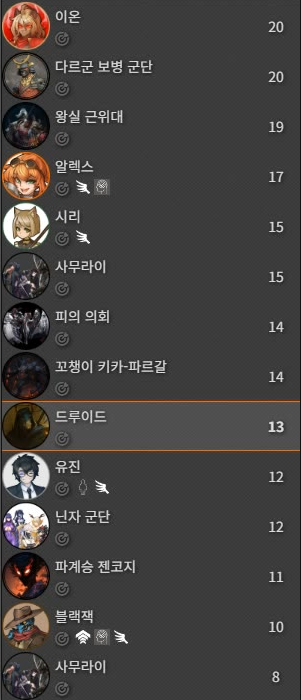 이온 20
다르군 보병 군단 20
왕실 근위대 19
알렉스 17
시리 15
사무라이 15
피의 의회 14
꼬챙이 키카-파르갈 14
드루이드 13
유진 12
닌자 군단 12
파계승 젠코지 11
블랙잭 10
사무라이 8